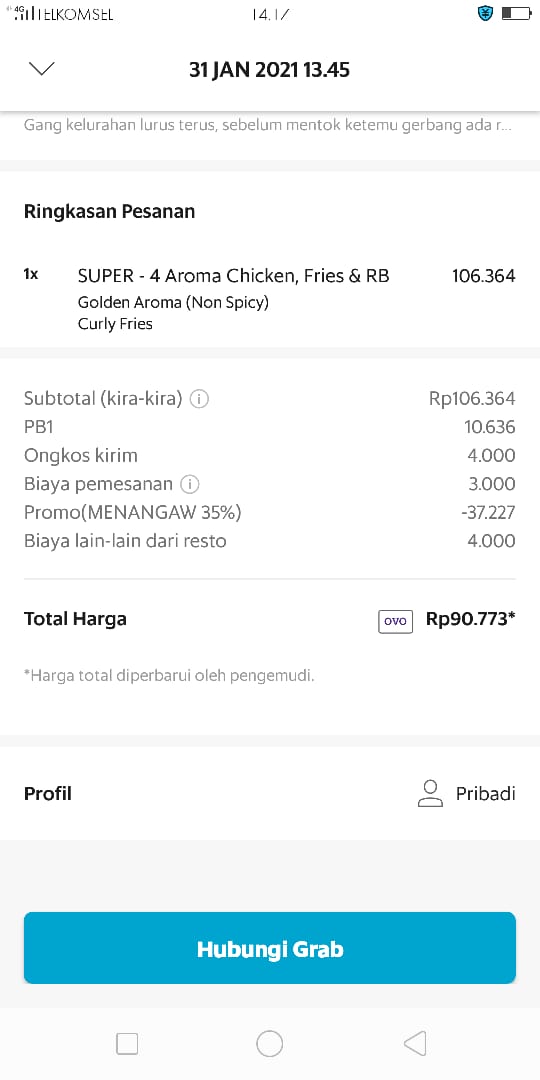 4G TELKOMSEL
14.17
31 JAN 2021 13.45
Gang kelurahan lurus terus, sebelum mentok ketemu gerbang ada r...
Ringkasan Pesanan
1x SUPER - 4 Aroma Chicken, Fries & RB 106.364
Golden Aroma (Non Spicy)
Curly Fries
Subtotal (kira-kira) Rp106.364
PB1 10.636
Ongkos kirim 4.000
Biaya pemesanan 3.000
Promo(MENANGAW 35%) -37.227
Biaya lain-lain dari resto 4.000
Total Harga OVO Rp90.773*
*Harga total diperbarui oleh pengemudi.
Profil Pribadi
Hubungi Grab